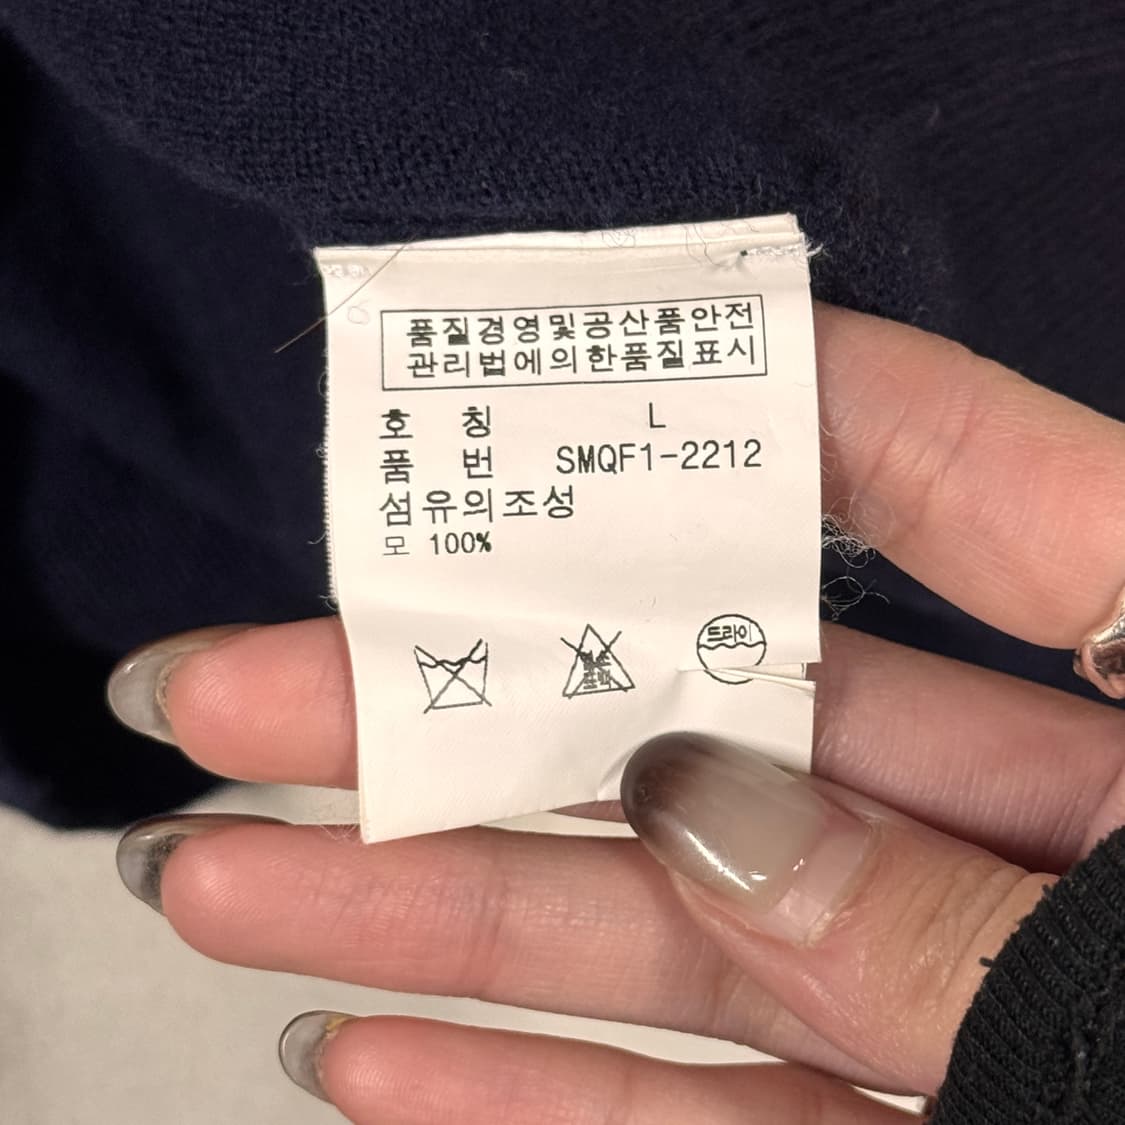 품질경영및공산품안전
관리법에의한품질표시
호 칭 L
품 번 SMQF1-2212
섬유의조성
모 100%
드라이